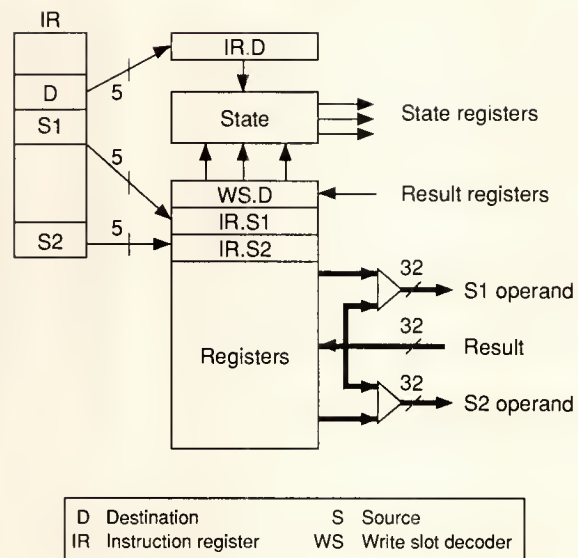 IR
IR.D
D
5
S1
State
State registers
5
WS.D
Result registers
IR.S1
S2
5
IR.S2
32
S1 operand
Registers
32
Result
32
S2 operand
D Destination S Source
IR Instruction register WS Write slot decoder